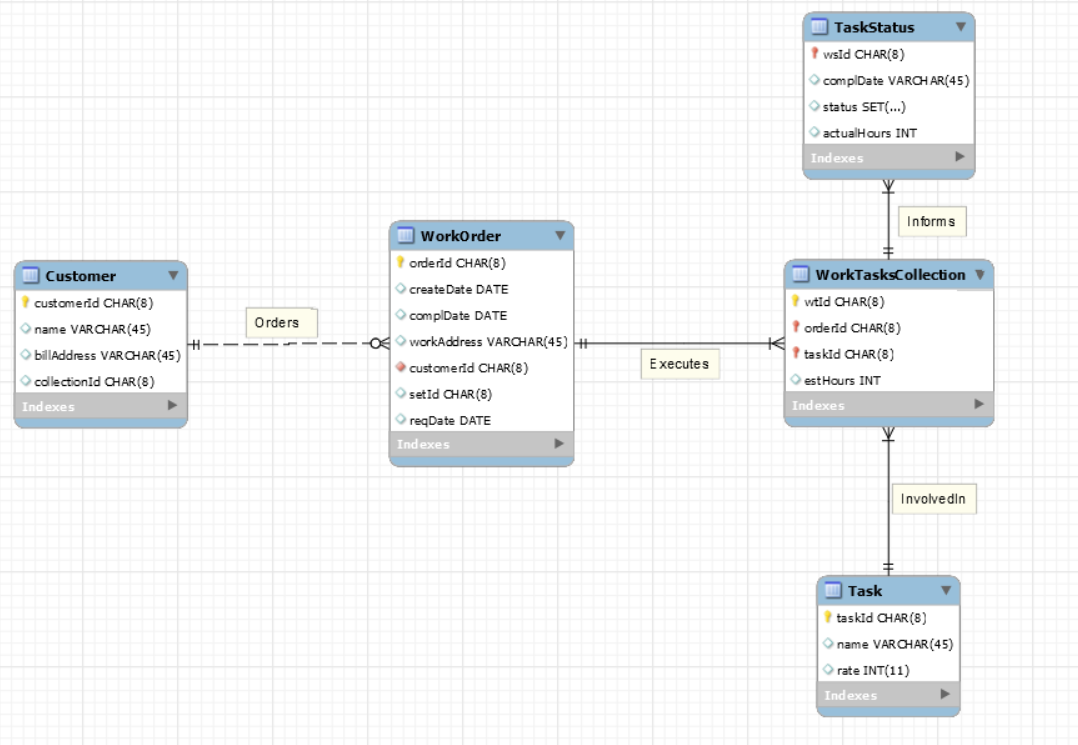 Customer
customerId CHAR(8)
name VARCHAR(45)
billAddress VARCHAR(45)
collectionId CHAR(8)
Indexes
Orders
WorkOrder
orderId CHAR(8)
createDate DATE
complDate DATE
workAddress VARCHAR(45)
customerId CHAR(8)
setId CHAR(8)
reqDate DATE
Indexes
Executes
TaskStatus
wsId CHAR(8)
complDate VARCHAR(45)
status SET(...)
actualHours INT
Indexes
Informs
WorkTasksCollection
wtId CHAR(8)
orderId CHAR(8)
taskId CHAR(8)
estHours INT
Indexes
InvolvedIn
Task
taskId CHAR(8)
name VARCHAR(45)
rate INT(11)
Indexes